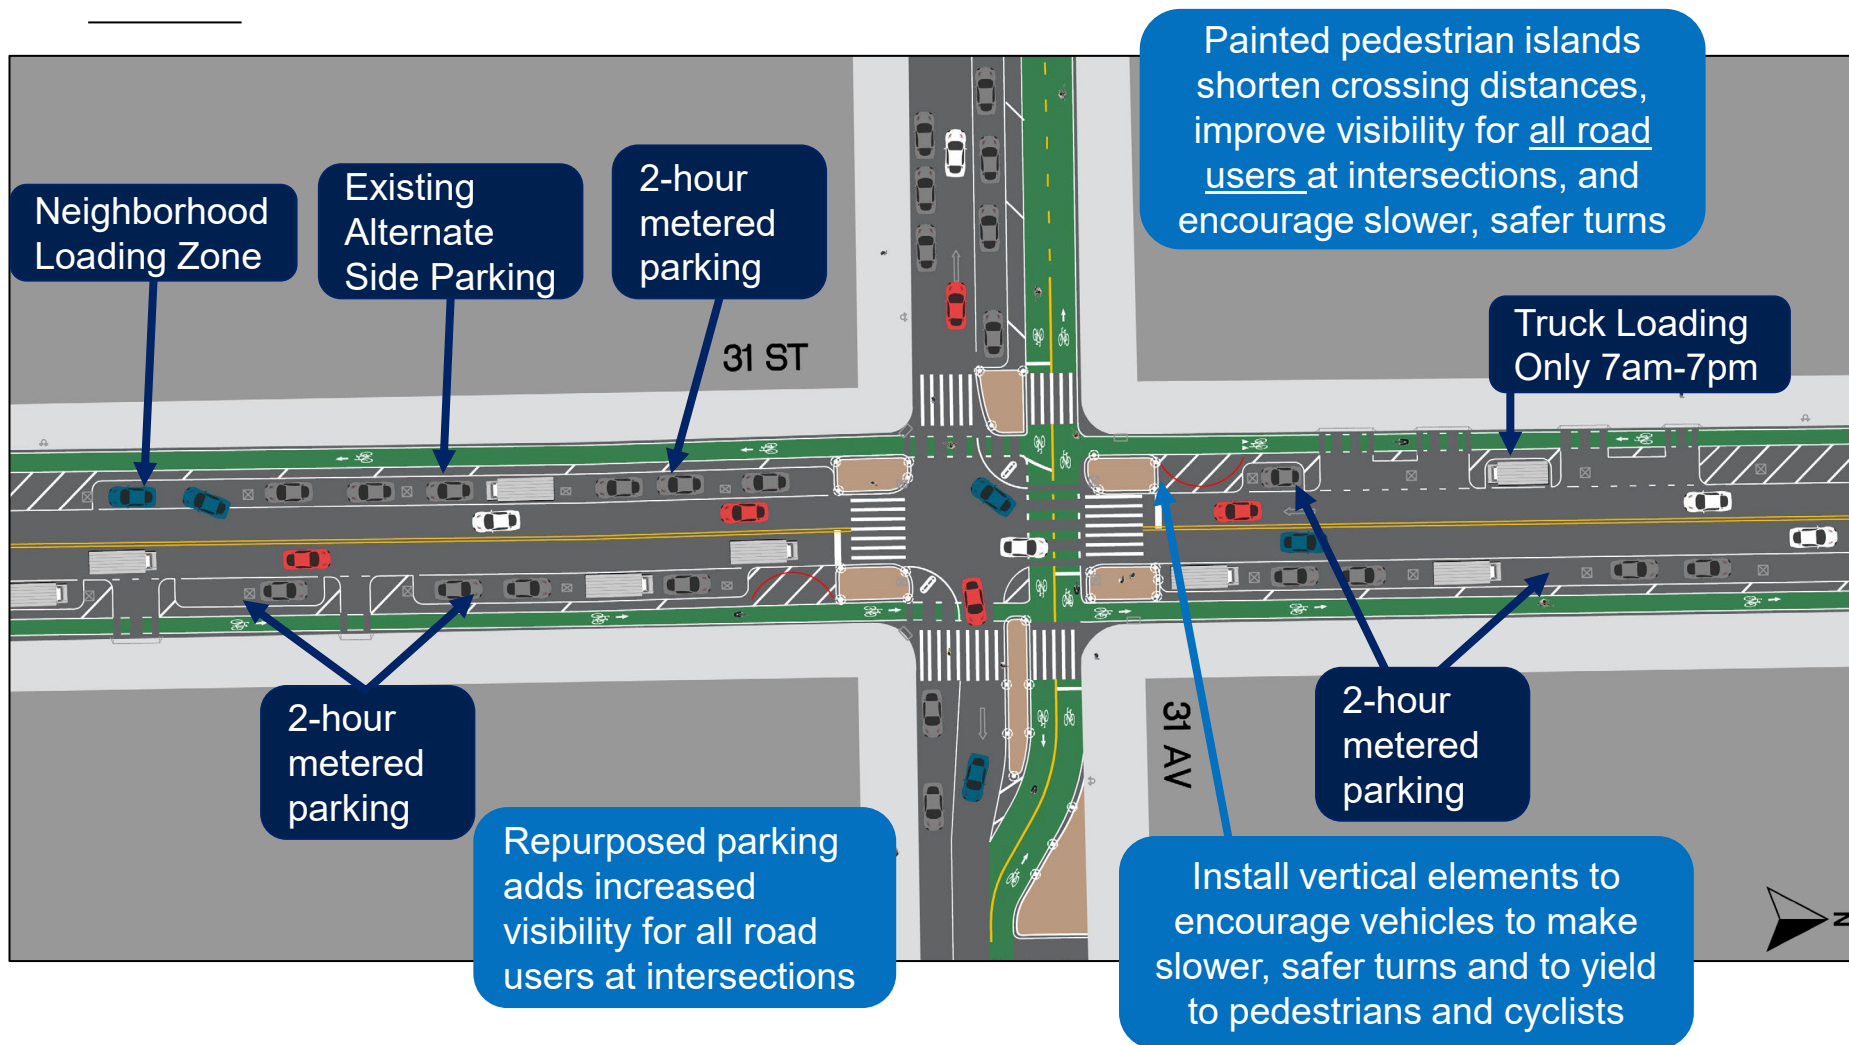 Painted pedestrian islands
shorten crossing distances,
improve visibility for all road
users at intersections, and
encourage slower, safer turns
Neighborhood
Loading Zone
Existing
Alternate
Side Parking
2-hour
metered
parking
Truck Loading
Only 7am-7pm
31 ST
31 AV
2-hour
metered
parking
2-hour
metered
parking
Repurposed parking
adds increased
visibility for all road
users at intersections
Install vertical elements to
encourage vehicles to make
slower, safer turns and to yield
to pedestrians and cyclists
N